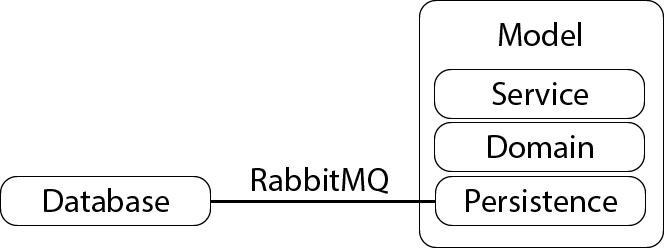 Model
Service
Domain
RabbitMQ
Database
Persistence